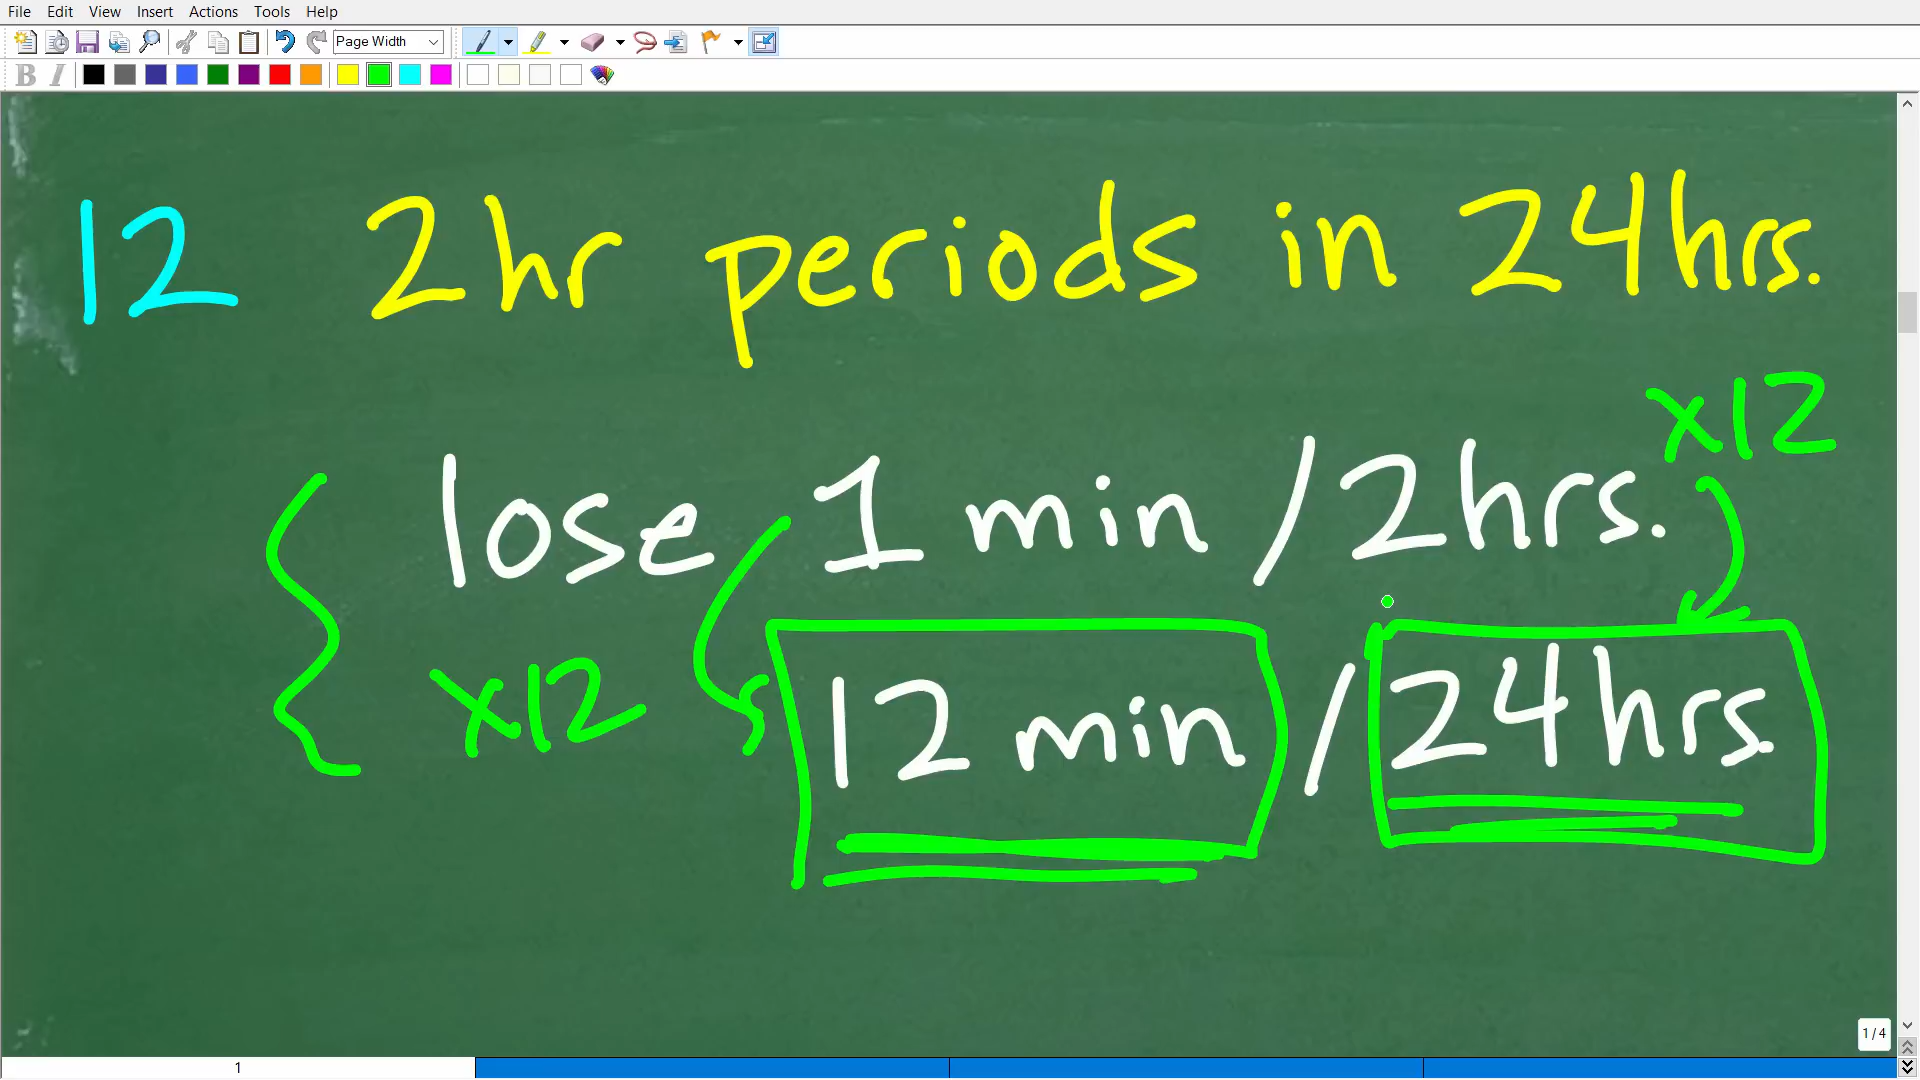 File Edit View Insert Actions Tools Help
Page Width
B I
12 2hr periods in 24hrs.
x12
lose 1 min / 2hrs.
x12 12 min / 24hrs
1 / 4
1